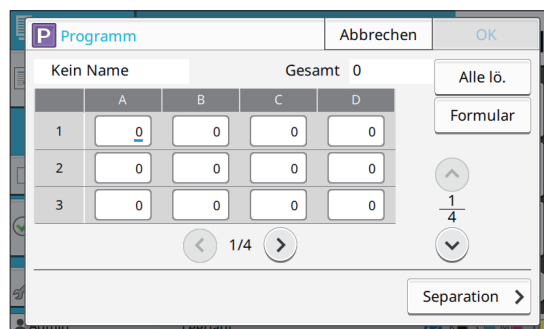 P Programm Abbrechen OK
Kein Name Gesamt 0 Alle lö.
A B C D Formular
1 0 0 0 0
2 0 0 0 0
3 0 0 0 0
1/4
1
4
Separation
Admin